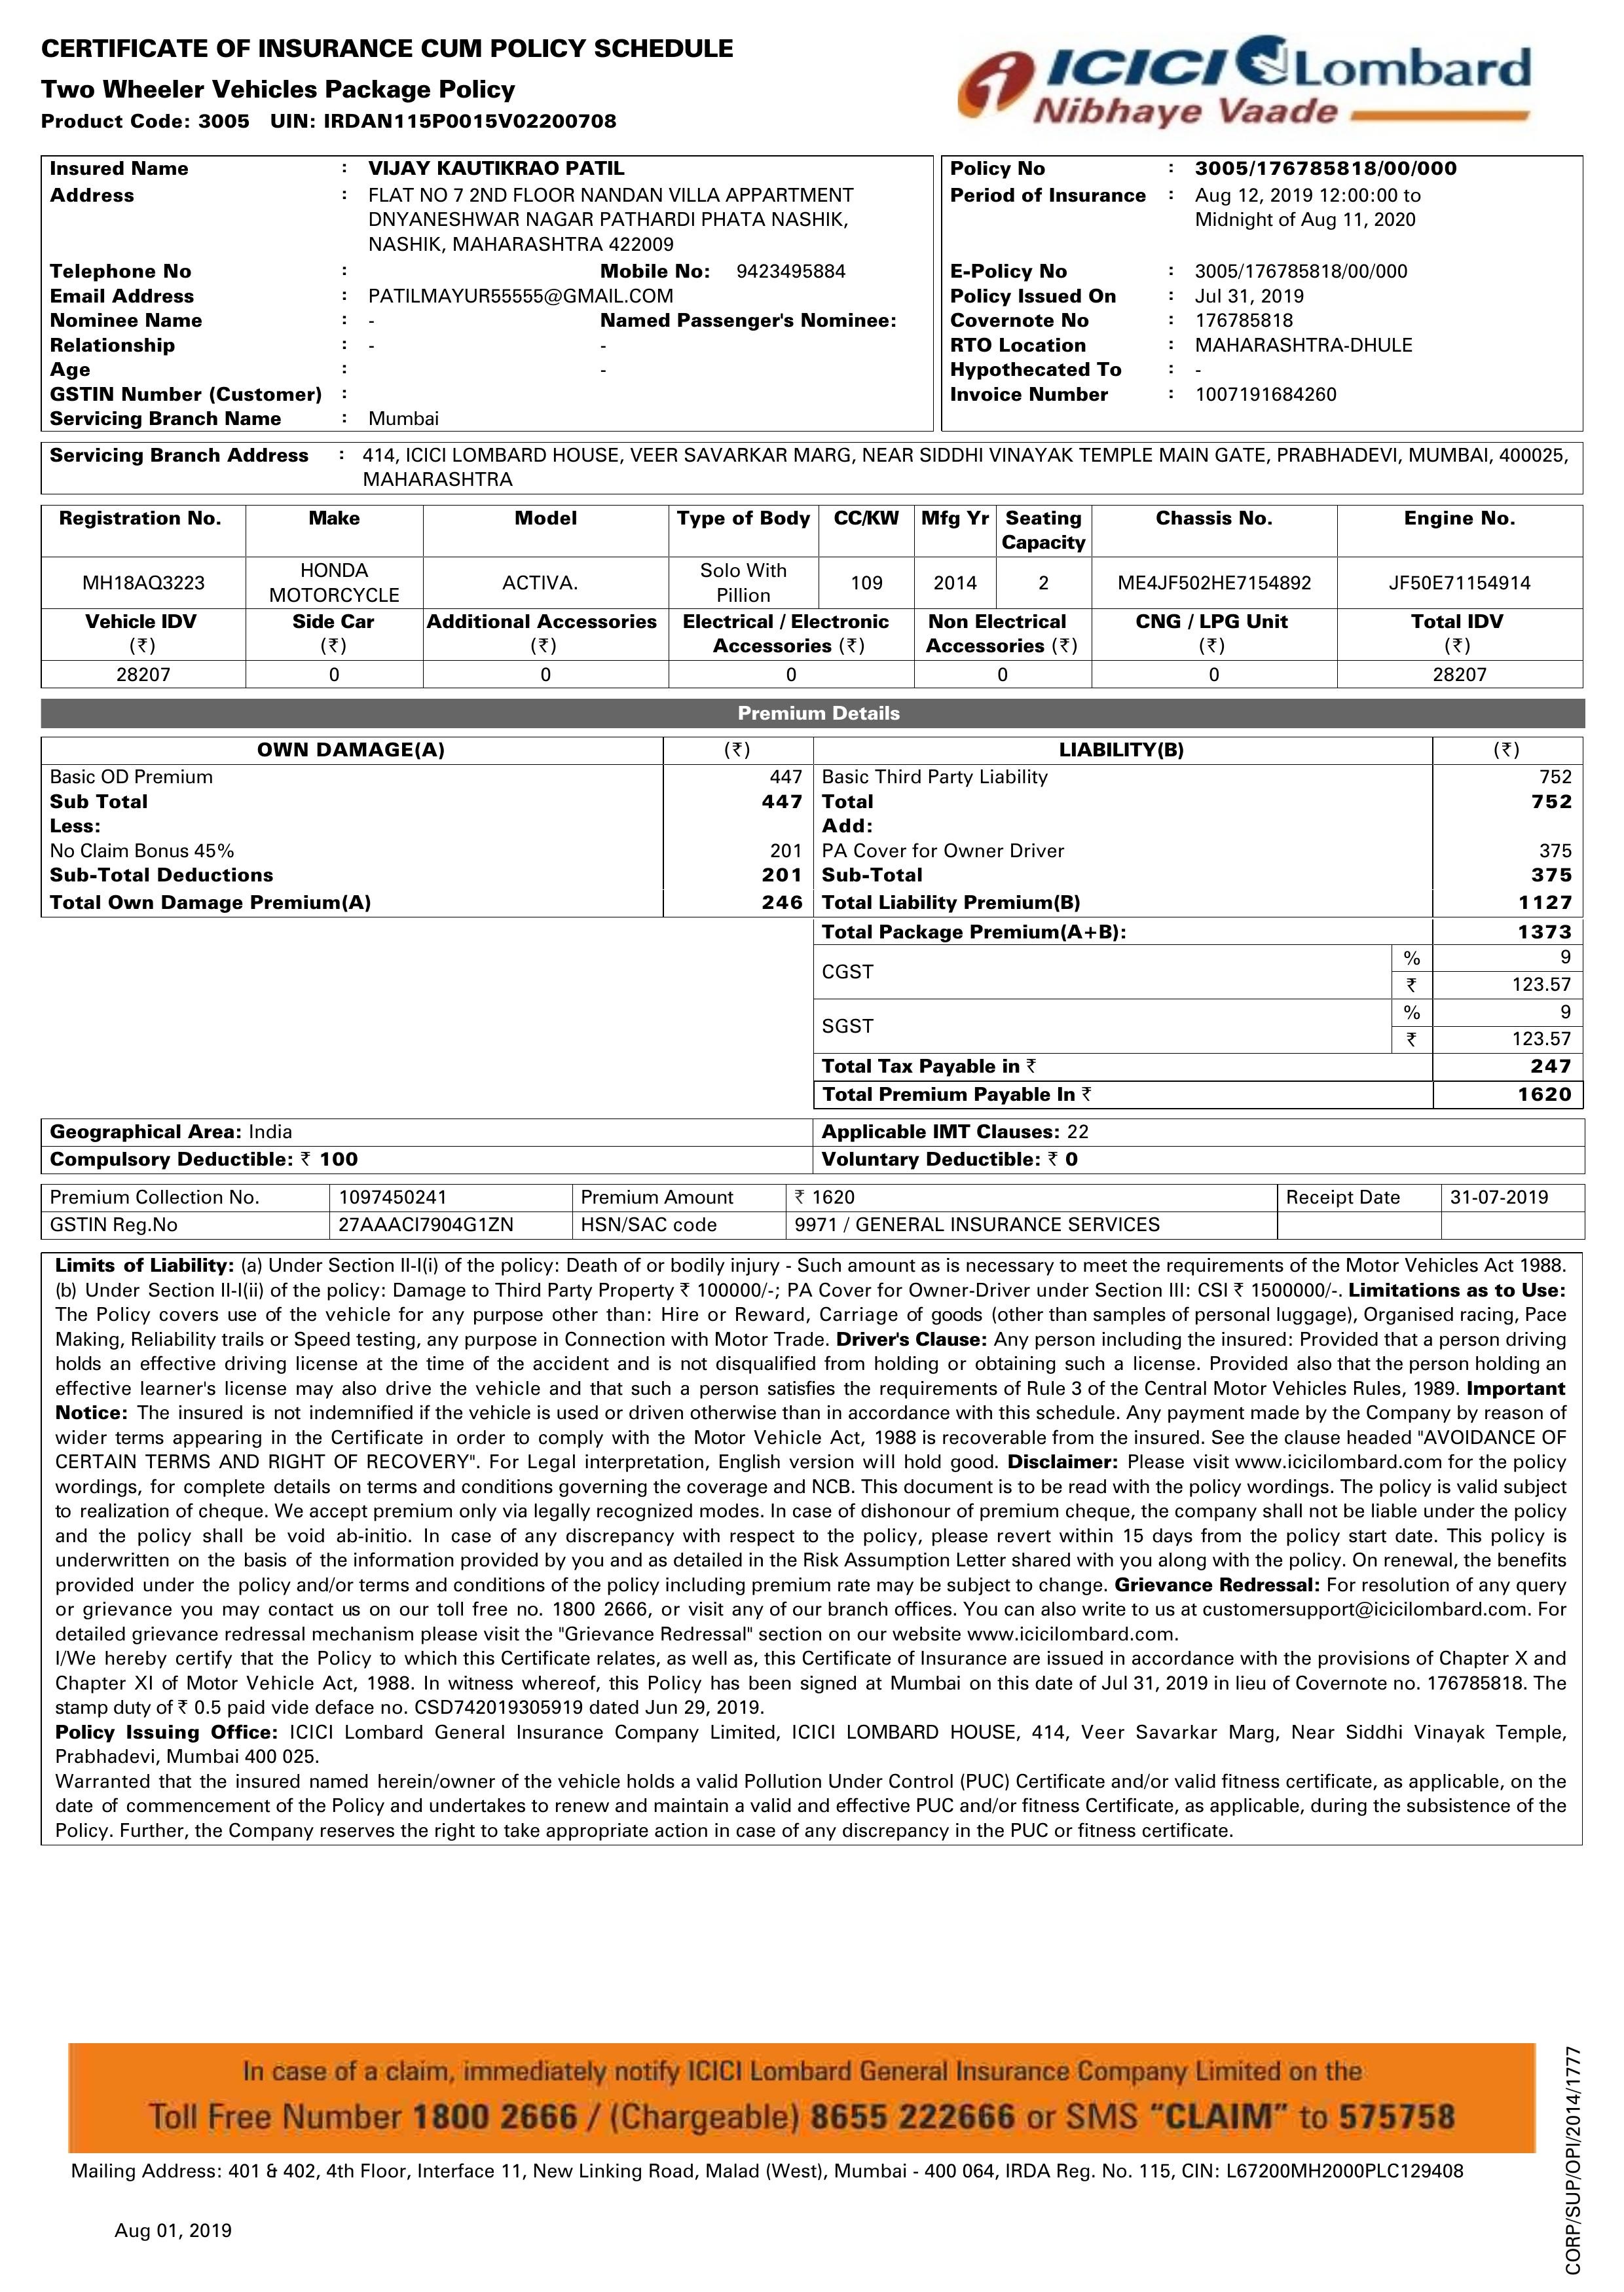 CERTIFICATE OF INSURANCE CUM POLICY SCHEDULE
Two Wheeler Vehicles Package Policy
Product Code: 3005 UIN: IRDAN115P0015V02200708
ICICI Lombard
Nibhaye Vaade
Insured Name : VIJAY KAUTIKRAO PATIL
Address : FLAT NO 7 2ND FLOOR NANDAN VILLA APPARTMENT
DNYANESHWAR NAGAR PATHARDI PHATA NASHIK,
NASHIK, MAHARASHTRA 422009
Telephone No : Mobile No: 9423495884
Email Address : PATILMAYUR55555@GMAIL.COM
Nominee Name : - Named Passenger's Nominee:
Relationship : - -
Age : -
GSTIN Number (Customer) :
Servicing Branch Name : Mumbai
Policy No : 3005/176785818/00/000
Period of Insurance : Aug 12, 2019 12:00:00 to
Midnight of Aug 11, 2020
E-Policy No : 3005/176785818/00/000
Policy Issued On : Jul 31, 2019
Covernote No : 176785818
RTO Location : MAHARASHTRA-DHULE
Hypothecated To : -
Invoice Number : 1007191684260
Servicing Branch Address : 414, ICICI LOMBARD HOUSE, VEER SAVARKAR MARG, NEAR SIDDHI VINAYAK TEMPLE MAIN GATE, PRABHADEVI, MUMBAI, 400025,
MAHARASHTRA
Registration No. Make Model Type of Body CC/KW Mfg Yr Seating Capacity Chassis No. Engine No.
MH18AQ3223 HONDA MOTORCYCLE ACTIVA. Solo With Pillion 109 2014 2 ME4JF502HE7154892 JF50E71154914
Vehicle IDV (₹) Side Car (₹) Additional Accessories (₹) Electrical / Electronic Accessories (₹) Non Electrical Accessories (₹) CNG / LPG Unit (₹) Total IDV (₹)
28207 0 0 0 0 0 28207
Premium Details
OWN DAMAGE(A) (₹) LIABILITY(B) (₹)
Basic OD Premium 447 Basic Third Party Liability 752
Sub Total 447 Total 752
Less: Add:
No Claim Bonus 45% 201 PA Cover for Owner Driver 375
Sub-Total Deductions 201 Sub-Total 375
Total Own Damage Premium(A) 246 Total Liability Premium(B) 1127
Total Package Premium(A+B): 1373
CGST % 9
₹ 123.57
SGST % 9
₹ 123.57
Total Tax Payable in ₹ 247
Total Premium Payable In ₹ 1620
Geographical Area: India Applicable IMT Clauses: 22
Compulsory Deductible: ₹ 100 Voluntary Deductible: ₹ 0
Premium Collection No. 1097450241 Premium Amount ₹ 1620 Receipt Date 31-07-2019
GSTIN Reg.No 27AAACI7904G1ZN HSN/SAC code 9971 / GENERAL INSURANCE SERVICES
Limits of Liability: (a) Under Section II-I(i) of the policy: Death of or bodily injury - Such amount as is necessary to meet the requirements of the Motor Vehicles Act 1988.
(b) Under Section II-I(ii) of the policy: Damage to Third Party Property ₹ 100000/-; PA Cover for Owner-Driver under Section III: CSI ₹ 1500000/-. Limitations as to Use:
The Policy covers use of the vehicle for any purpose other than: Hire or Reward, Carriage of goods (other than samples of personal luggage), Organised racing, Pace
Making, Reliability trails or Speed testing, any purpose in Connection with Motor Trade. Driver's Clause: Any person including the insured: Provided that a person driving
holds an effective driving license at the time of the accident and is not disqualified from holding or obtaining such a license. Provided also that the person holding an
effective learner's license may also drive the vehicle and that such a person satisfies the requirements of Rule 3 of the Central Motor Vehicles Rules, 1989. Important
Notice: The insured is not indemnified if the vehicle is used or driven otherwise than in accordance with this schedule. Any payment made by the Company by reason of
wider terms appearing in the Certificate in order to comply with the Motor Vehicle Act, 1988 is recoverable from the insured. See the clause headed "AVOIDANCE OF
CERTAIN TERMS AND RIGHT OF RECOVERY". For Legal interpretation, English version will hold good. Disclaimer: Please visit www.icicilombard.com for the policy
wordings, for complete details on terms and conditions governing the coverage and NCB. This document is to be read with the policy wordings. The policy is valid subject
to realization of cheque. We accept premium only via legally recognized modes. In case of dishonour of premium cheque, the company shall not be liable under the policy
and the policy shall be void ab-initio. In case of any discrepancy with respect to the policy, please revert within 15 days from the policy start date. This policy is
underwritten on the basis of the information provided by you and as detailed in the Risk Assumption Letter shared with you along with the policy. On renewal, the benefits
provided under the policy and/or terms and conditions of the policy including premium rate may be subject to change. Grievance Redressal: For resolution of any query
or grievance you may contact us on our toll free no. 1800 2666, or visit any of our branch offices. You can also write to us at customersupport@icicilombard.com. For
detailed grievance redressal mechanism please visit the "Grievance Redressal" section on our website www.icicilombard.com.
I/We hereby certify that the Policy to which this Certificate relates, as well as, this Certificate of Insurance are issued in accordance with the provisions of Chapter X and
Chapter XI of Motor Vehicle Act, 1988. In witness whereof, this Policy has been signed at Mumbai on this date of Jul 31, 2019 in lieu of Covernote no. 176785818. The
stamp duty of ₹ 0.5 paid vide deface no. CSD742019305919 dated Jun 29, 2019.
Policy Issuing Office: ICICI Lombard General Insurance Company Limited, ICICI LOMBARD HOUSE, 414, Veer Savarkar Marg, Near Siddhi Vinayak Temple,
Prabhadevi, Mumbai 400 025.
Warranted that the insured named herein/owner of the vehicle holds a valid Pollution Under Control (PUC) Certificate and/or valid fitness certificate, as applicable, on the
date of commencement of the Policy and undertakes to renew and maintain a valid and effective PUC and/or fitness Certificate, as applicable, during the subsistence of the
Policy. Further, the Company reserves the right to take appropriate action in case of any discrepancy in the PUC or fitness certificate.
In case of a claim, immediately notify ICICI Lombard General Insurance Company Limited on the
Toll Free Number 1800 2666 / (Chargeable) 8655 222666 or SMS “CLAIM” to 575758
Mailing Address: 401 & 402, 4th Floor, Interface 11, New Linking Road, Malad (West), Mumbai - 400 064, IRDA Reg. No. 115, CIN: L67200MH2000PLC129408
Aug 01, 2019
CORP/SUP/OPI/2014/1777